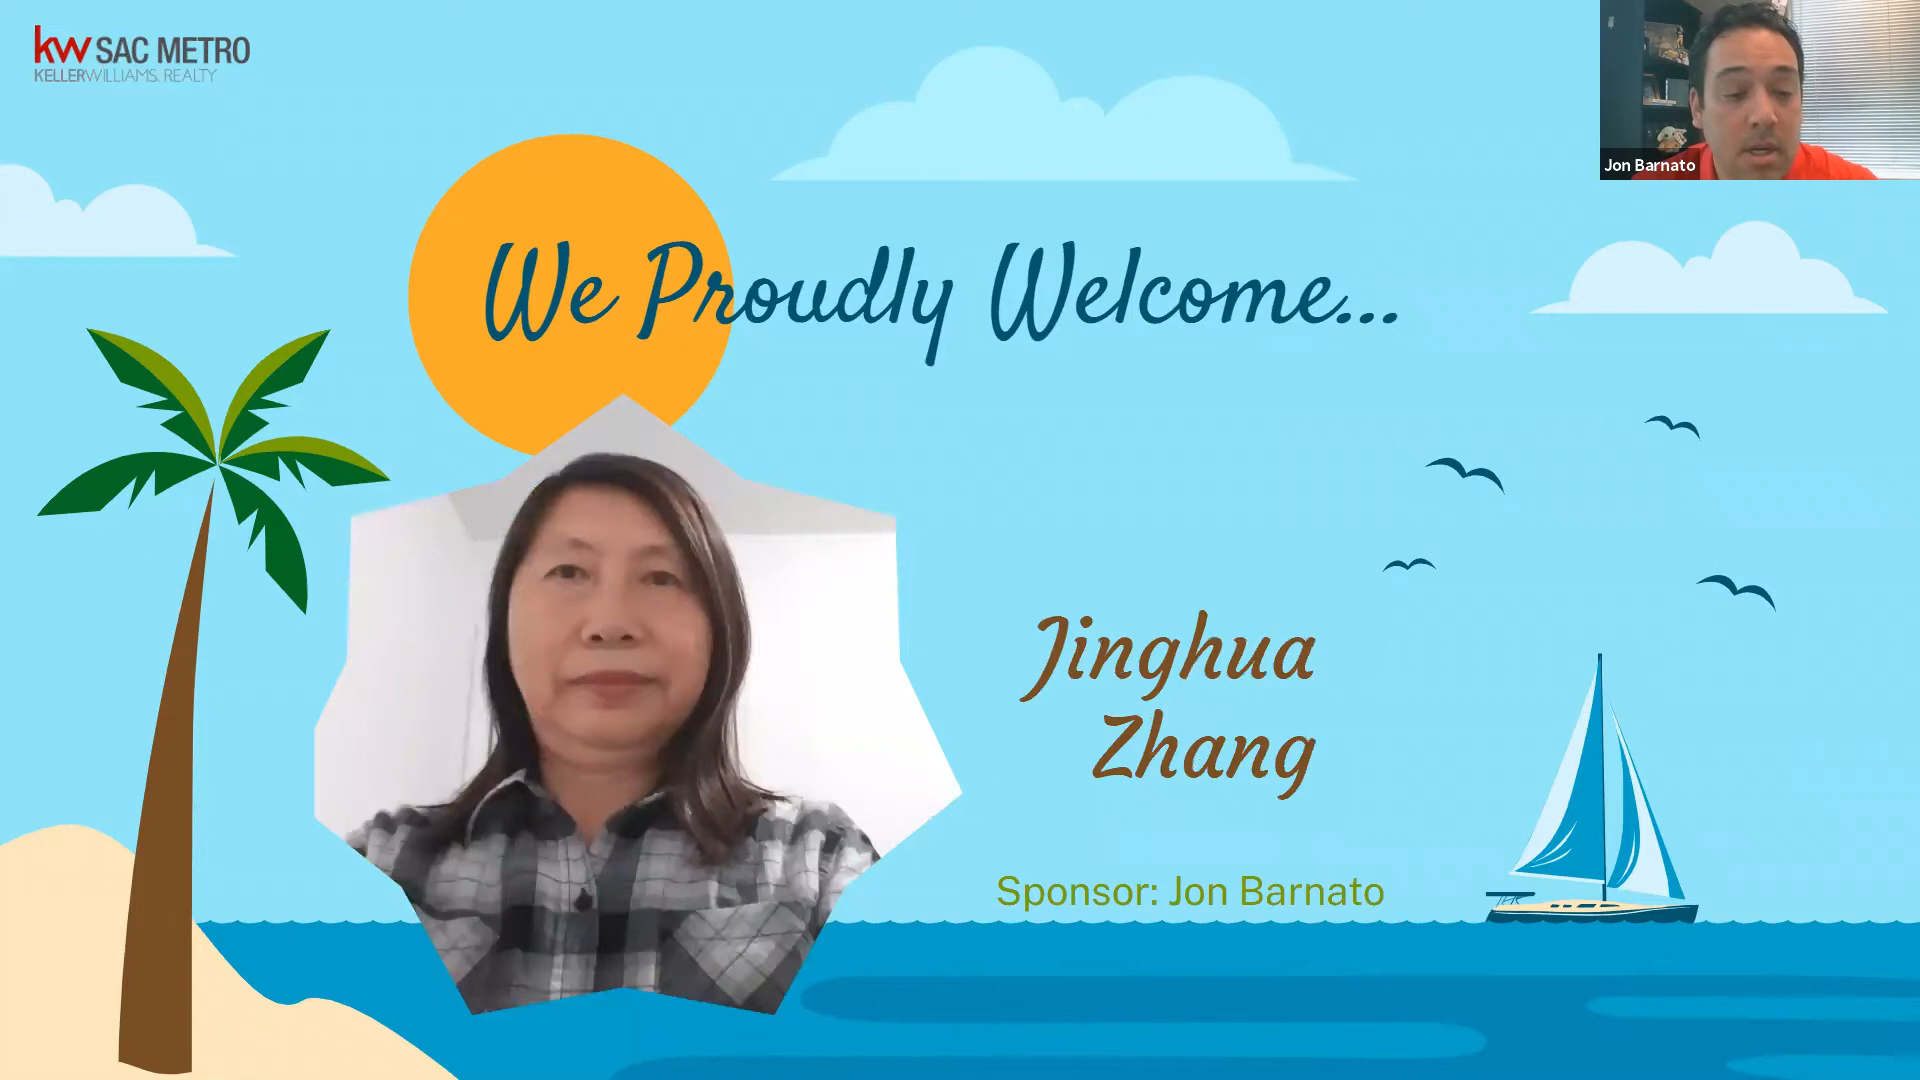 kw SAC METRO
KELLERWILLIAMS. REALTY
Jon Barnato
We Proudly Welcome...
Jinghua
Zhang
Sponsor: Jon Barnato